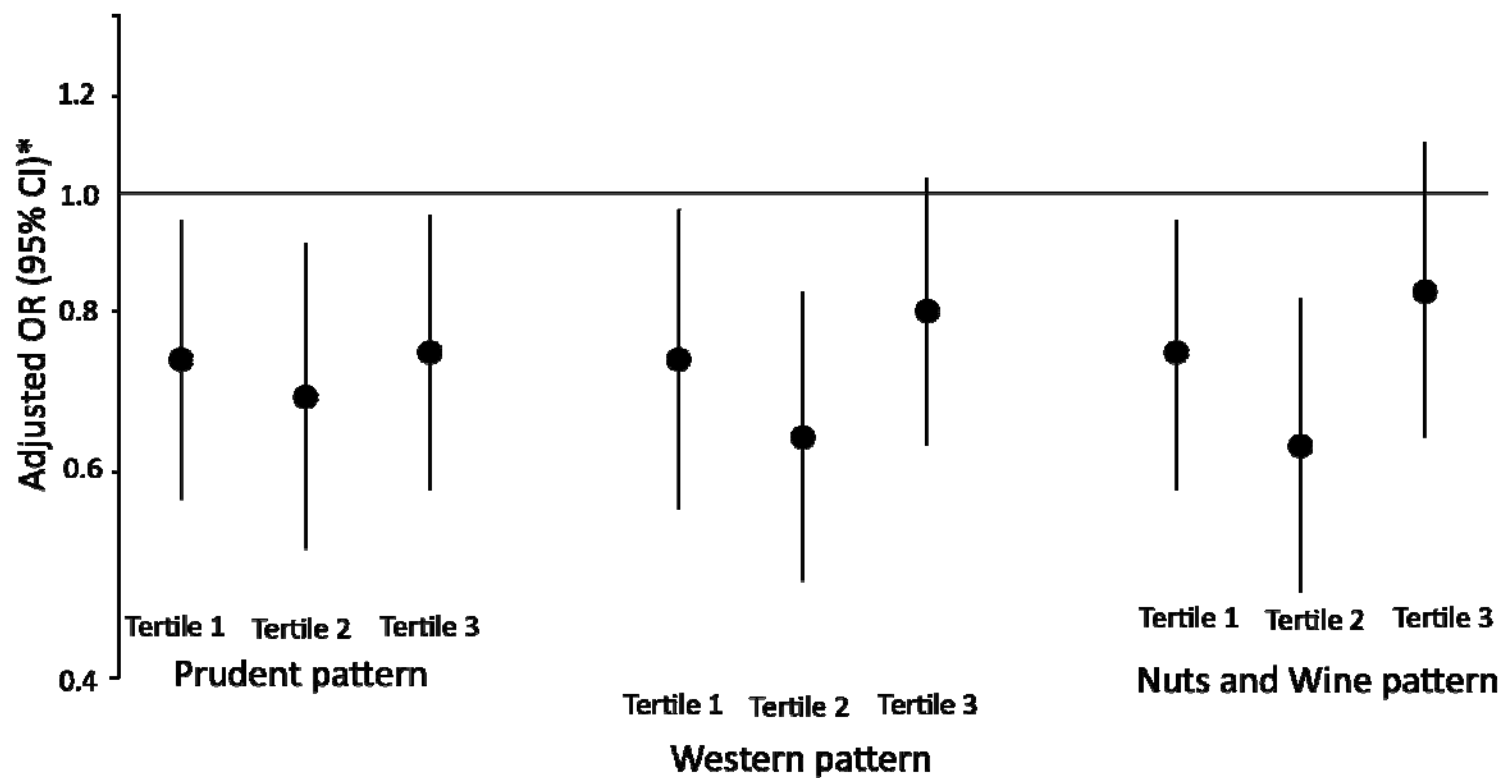 Adjusted OR (95% CI)*
1.2
1.0
0.8
0.6
0.4
Tertile 1 Tertile 2 Tertile 3
Prudent pattern
Tertile 1 Tertile 2 Tertile 3
Western pattern
Tertile 1 Tertile 2 Tertile 3
Nuts and Wine pattern